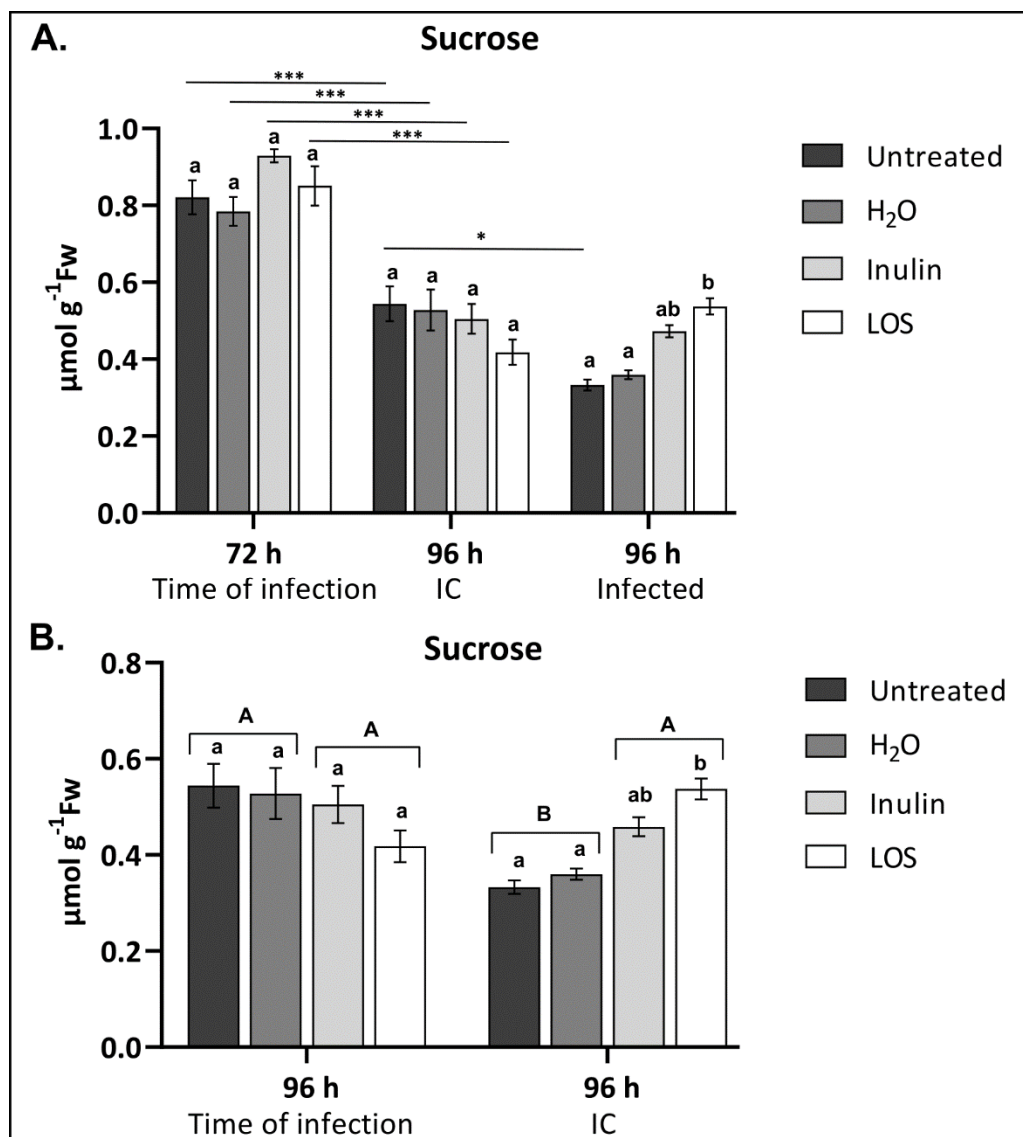 A.
Sucrose
***
***
***
***
*
1.0
0.8
0.6
0.4
0.2
0.0
µmol g⁻¹Fw
a a a a
a a a a
a a ab b
72 h 96 h 96 h
Time of infection IC Infected
Untreated
H₂O
Inulin
LOS
B.
Sucrose
0.8
0.6
0.4
0.2
0.0
µmol g⁻¹Fw
A A B A
a a a a
a a ab b
96 h 96 h
Time of infection IC
Untreated
H₂O
Inulin
LOS